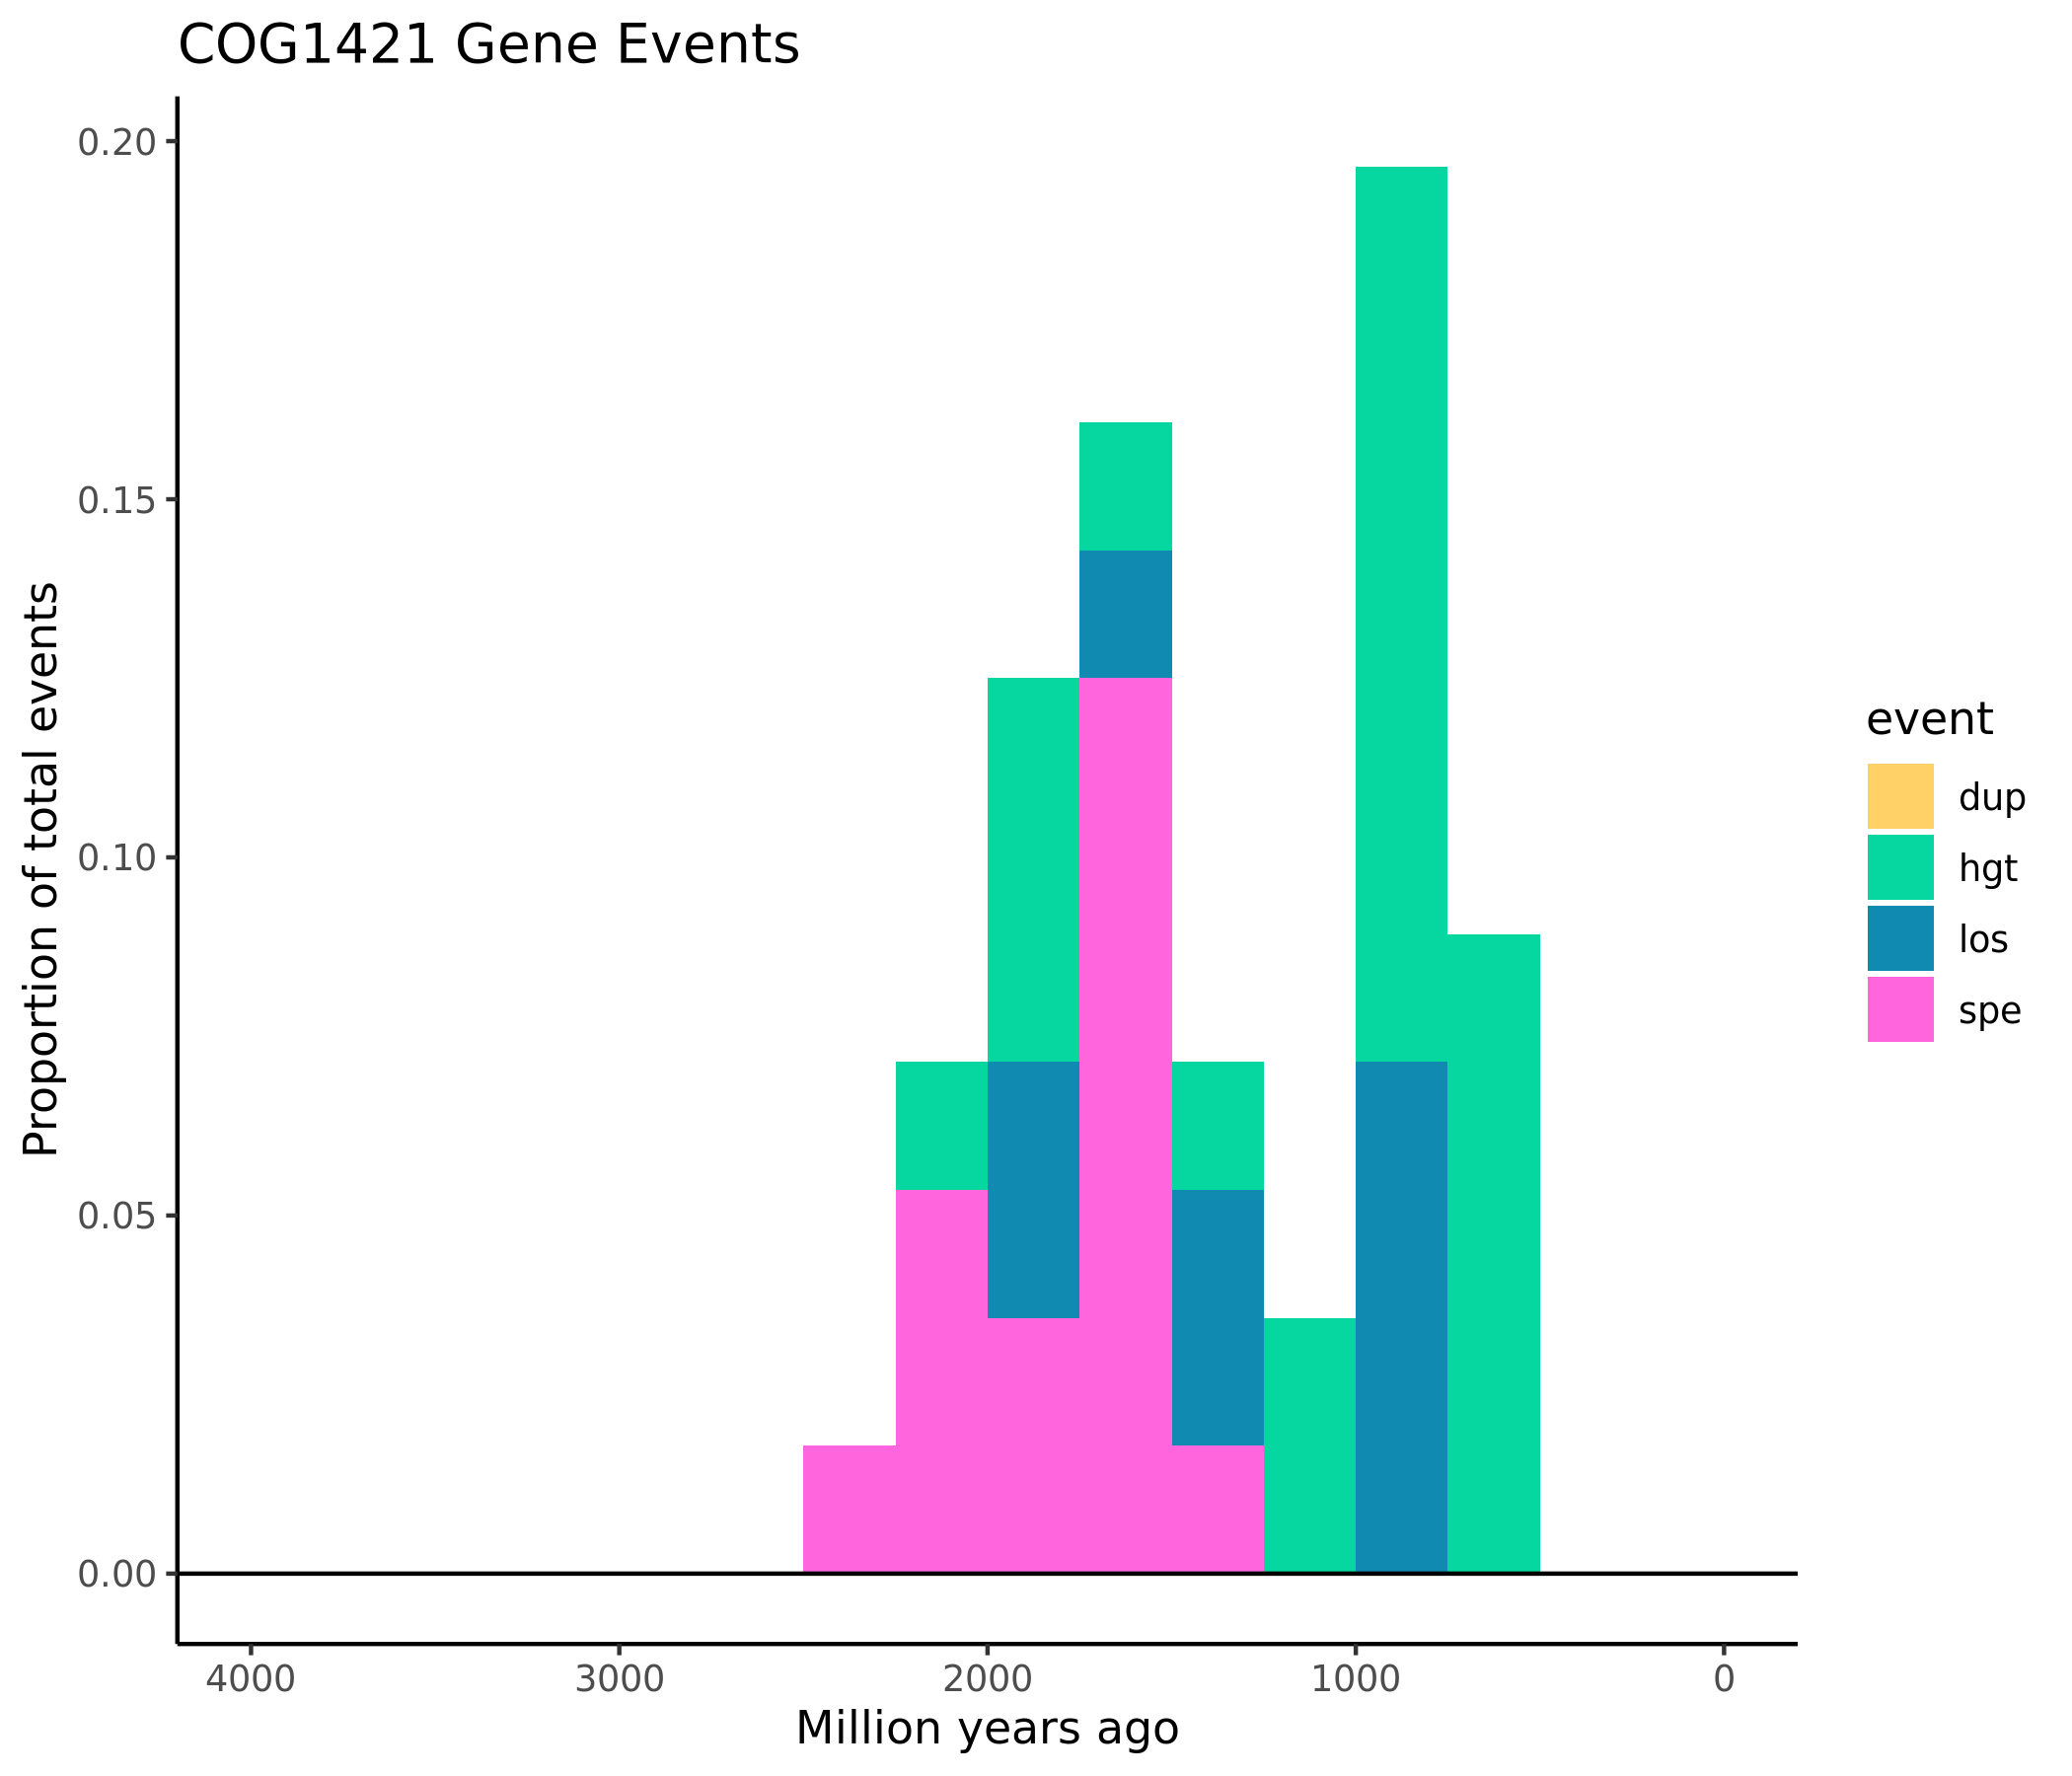 COG1421 Gene Events
0.20
0.15
0.10
0.05
0.00
Proportion of total events
4000 3000 2000 1000 0
Million years ago
event
dup
hgt
los
spe